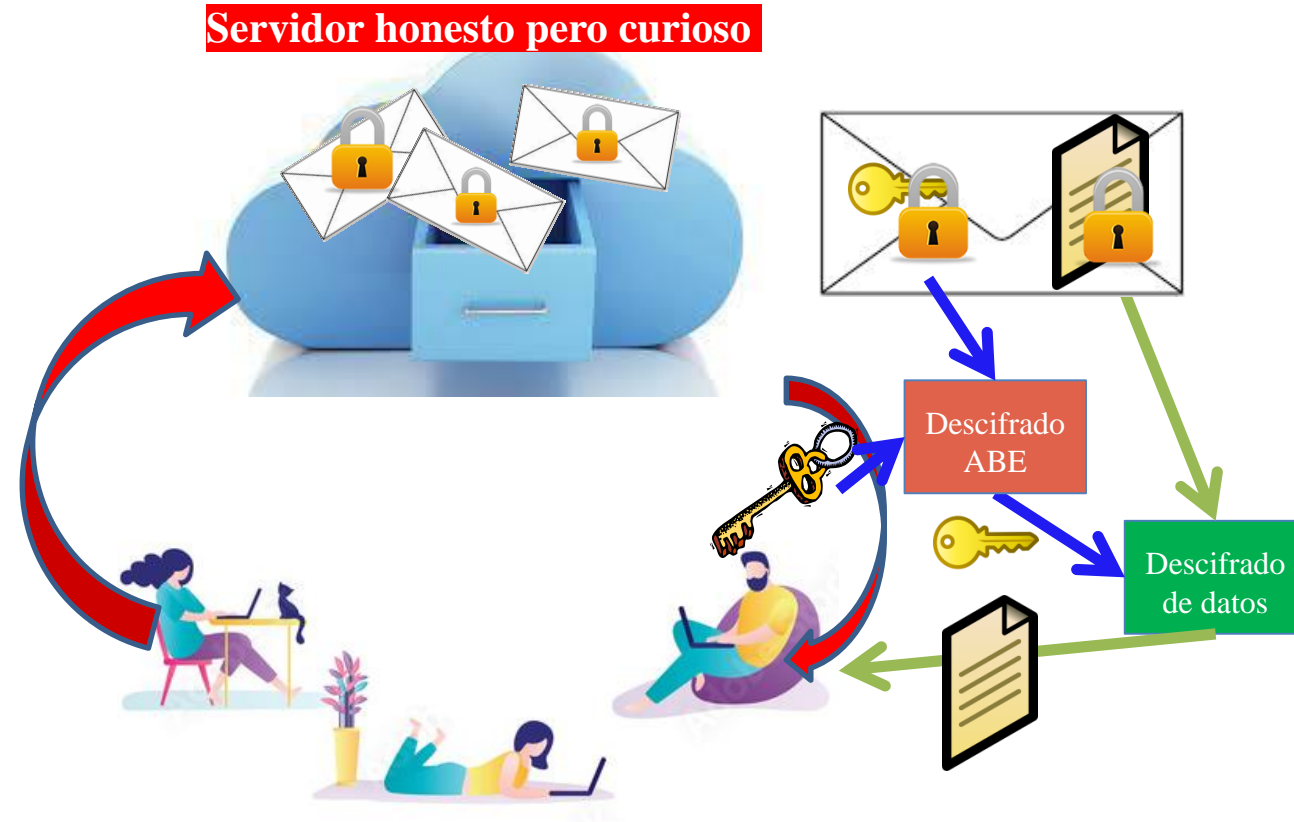 Servidor honesto pero curioso
Descifrado
ABE
Descifrado
de datos